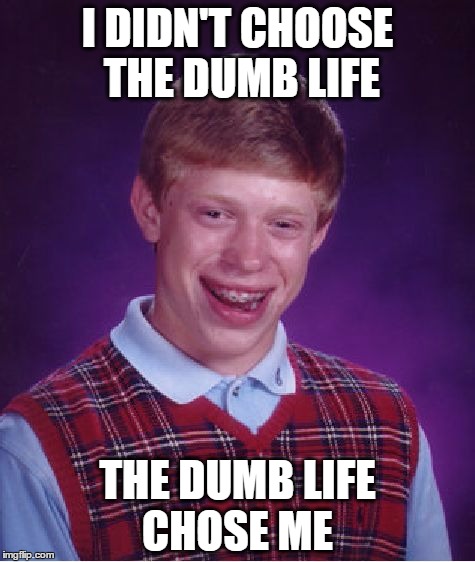 I DIDN'T CHOOSE
THE DUMB LIFE
THE DUMB LIFE
CHOSE ME
imgflip.com